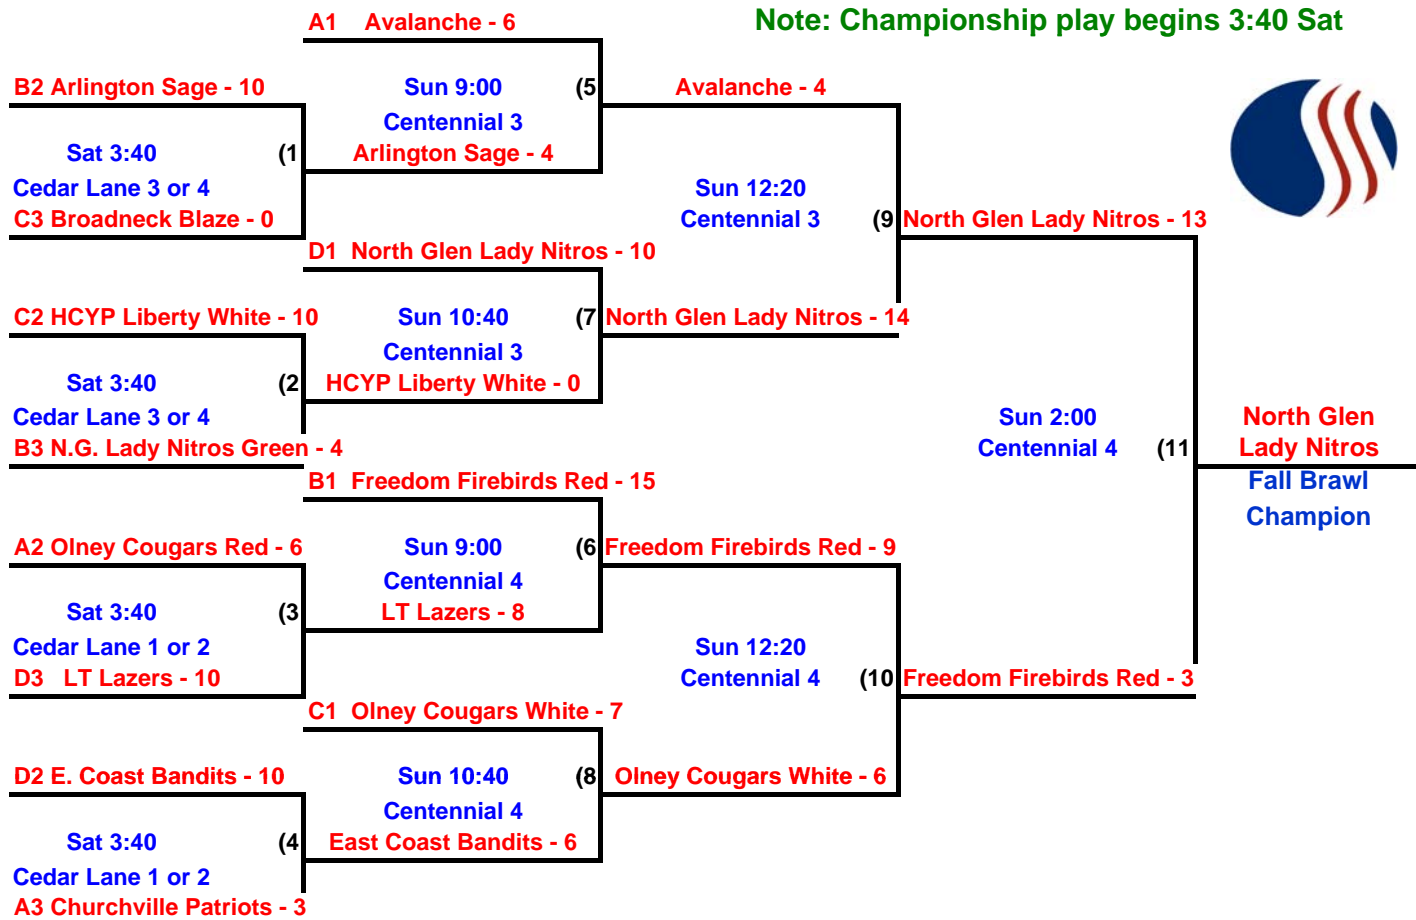 A1 Avalanche - 6
Note: Championship play begins 3:40 Sat
B2 Arlington Sage - 10
Sun 9:00
(5
Avalanche - 4
Centennial 3
Sat 3:40
(1
Arlington Sage - 4
Cedar Lane 3 or 4
Sun 12:20
C3 Broadneck Blaze - 0
Centennial 3
(9
North Glen Lady Nitros - 13
D1 North Glen Lady Nitros - 10
C2 HCYP Liberty White - 10
Sun 10:40
(7
North Glen Lady Nitros - 14
Centennial 3
Sat 3:40
(2
HCYP Liberty White - 0
Cedar Lane 3 or 4
Sun 2:00
North Glen
B3 N.G. Lady Nitros Green - 4
Centennial 4
(11
Lady Nitros
B1 Freedom Firebirds Red - 15
Fall Brawl
Champion
A2 Olney Cougars Red - 6
Sun 9:00
(6
Freedom Firebirds Red - 9
Centennial 4
Sat 3:40
(3
LT Lazers - 8
Cedar Lane 1 or 2
Sun 12:20
D3 LT Lazers - 10
Centennial 4
(10
Freedom Firebirds Red - 3
C1 Olney Cougars White - 7
D2 E. Coast Bandits - 10
Sun 10:40
(8
Olney Cougars White - 6
Centennial 4
Sat 3:40
(4
East Coast Bandits - 6
Cedar Lane 1 or 2
A3 Churchville Patriots - 3